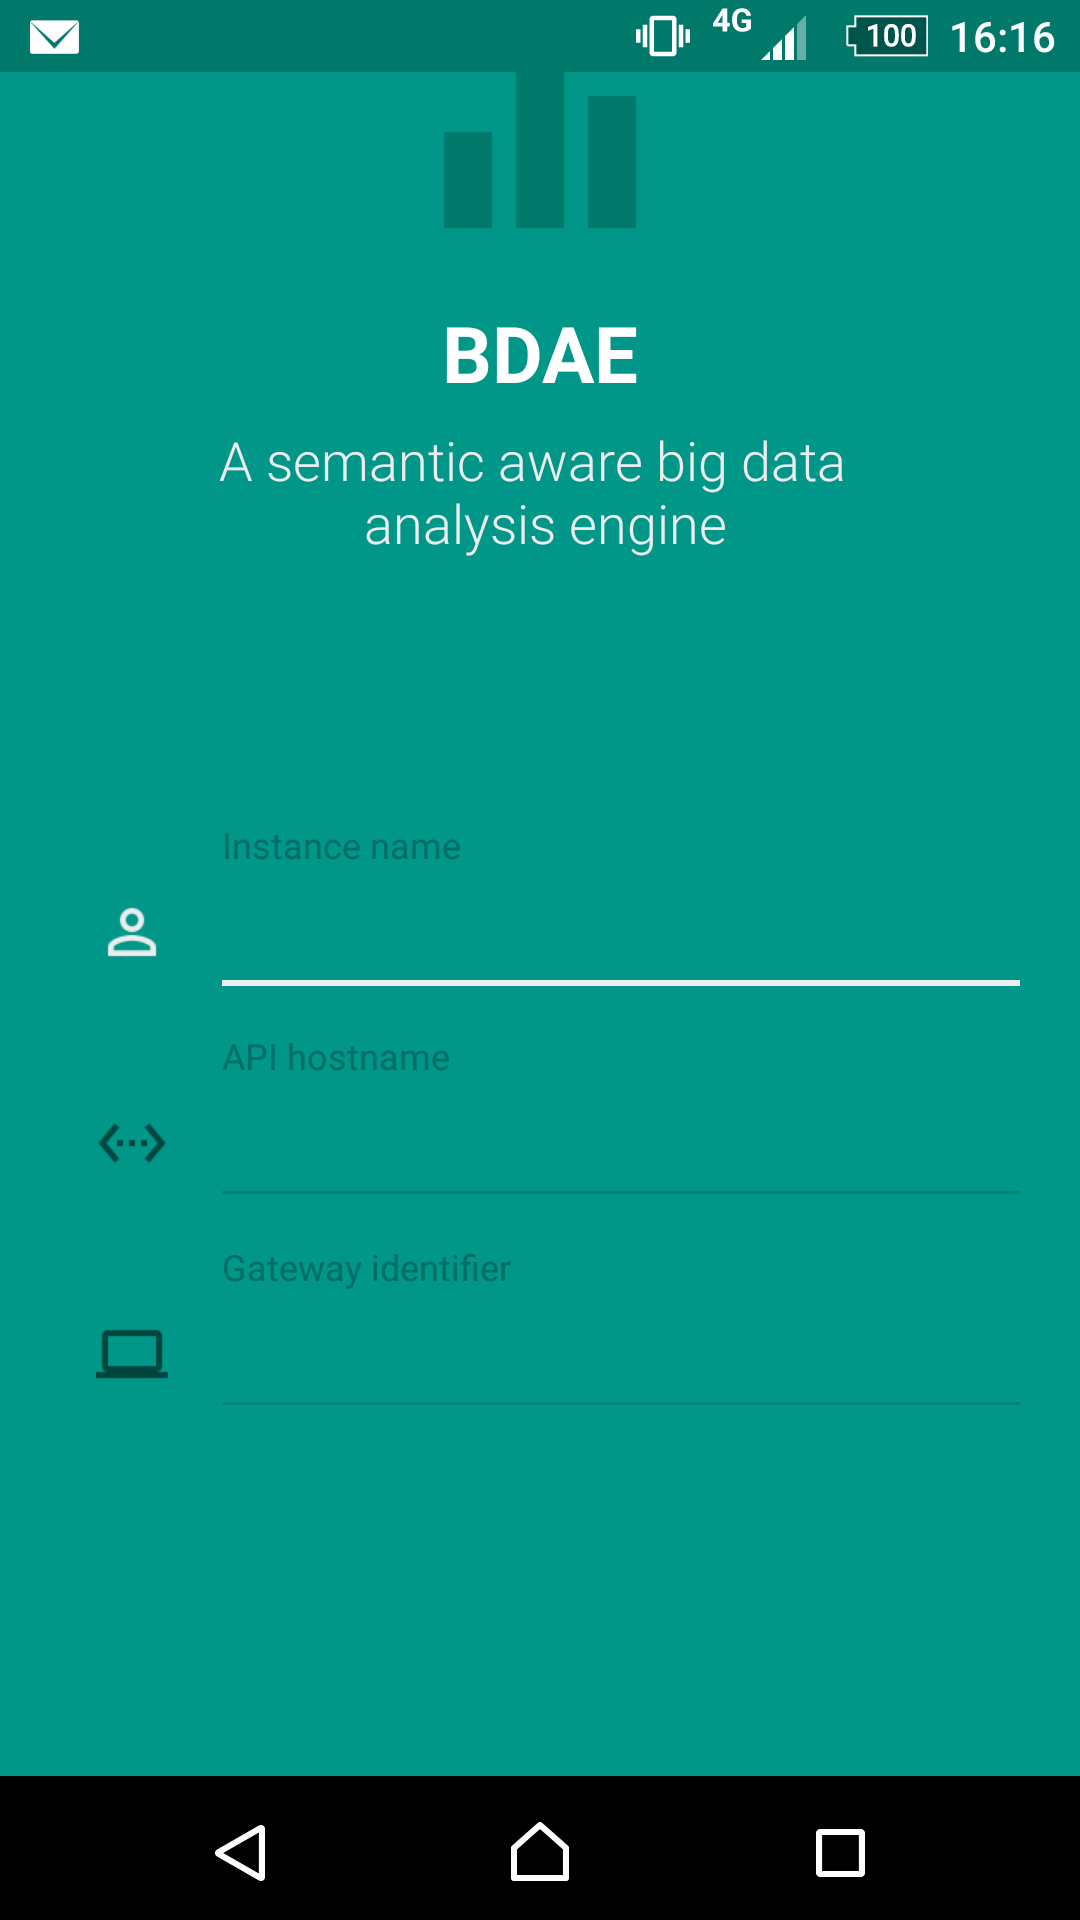 4G 100 16:16
BDAE
A semantic aware big data
analysis engine
Instance name
API hostname
Gateway identifier